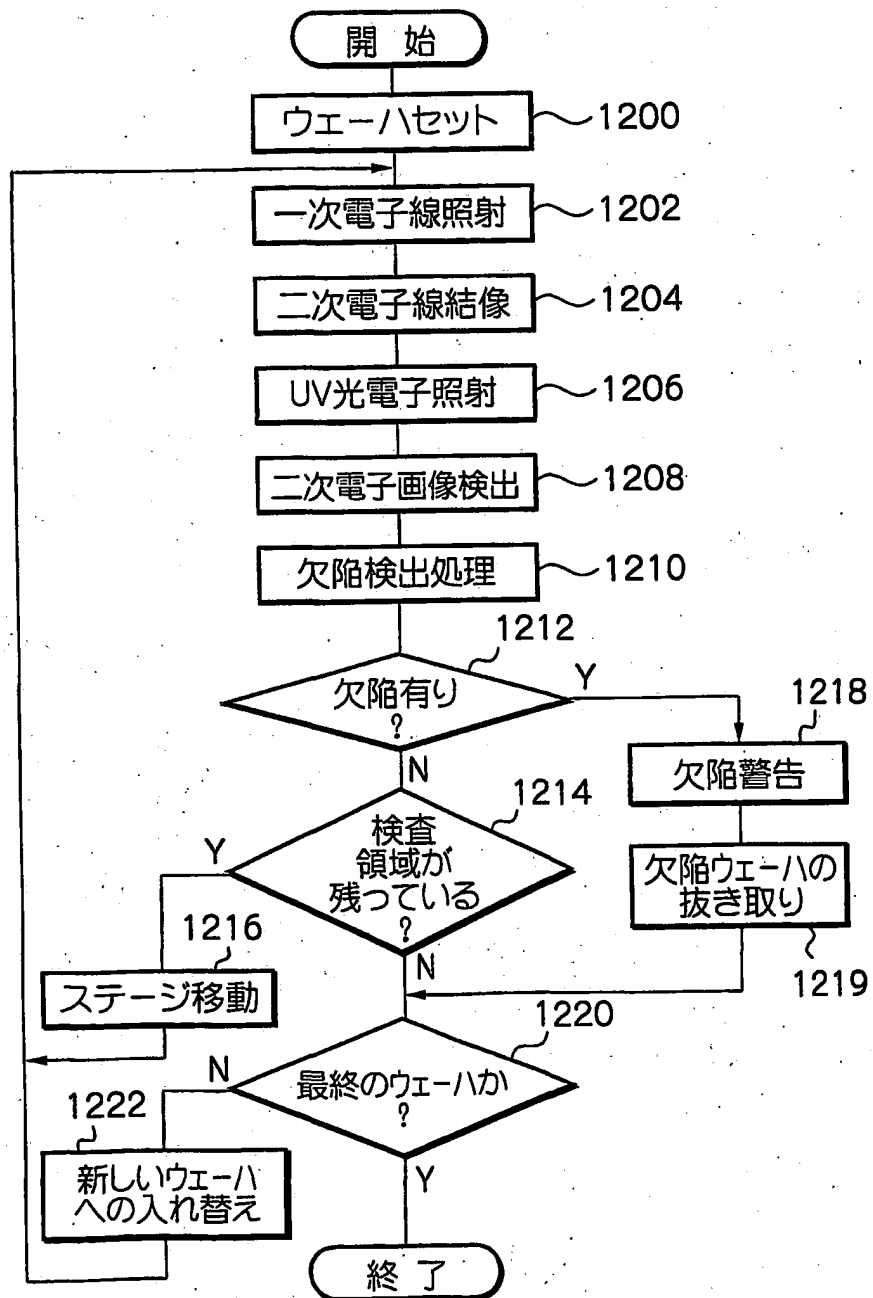 開 始
ウェーハセット
1200
一次電子線照射
1202
二次電子線結像
1204
UV光電子照射
1206
二次電子画像検出
1208
欠陥検出処理
1210
1212
欠陥有り
?
Y
N
1218
欠陥警告
1214
検査
領域が
残っている
?
Y
N
欠陥ウェーハの
抜き取り
1219
1216
ステージ移動
1220
最終のウェーハか
?
N
Y
1222
新しいウェーハ
への入れ替え
終 了